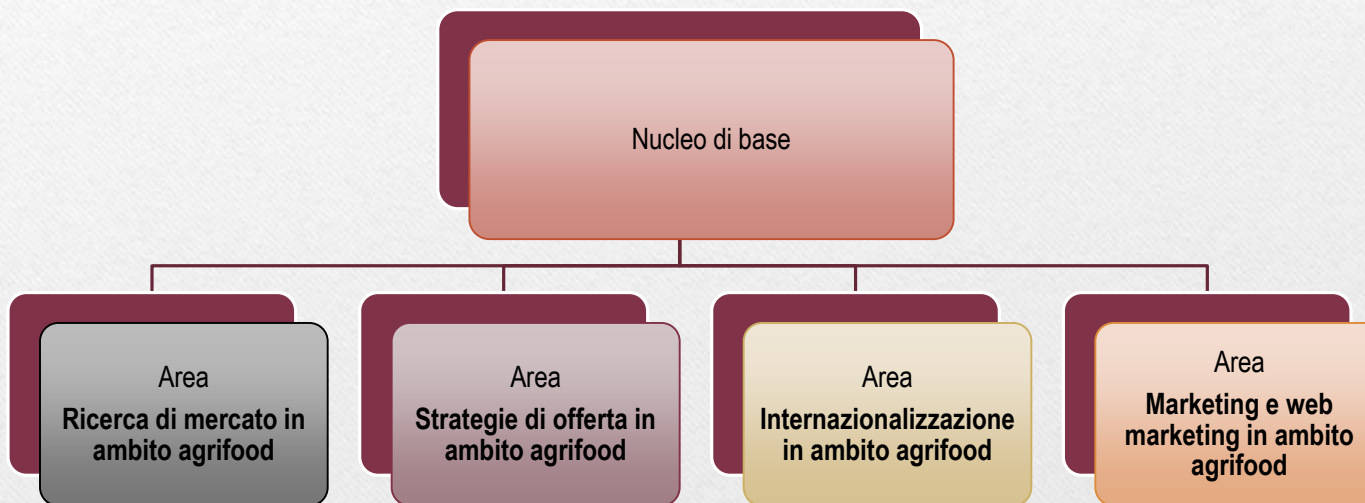 Nucleo di base
Area
Ricerca di mercato in
ambito agrifood
Area
Strategie di offerta in
ambito agrifood
Area
Internazionalizzazione
in ambito agrifood
Area
Marketing e web
marketing in ambito
agrifood